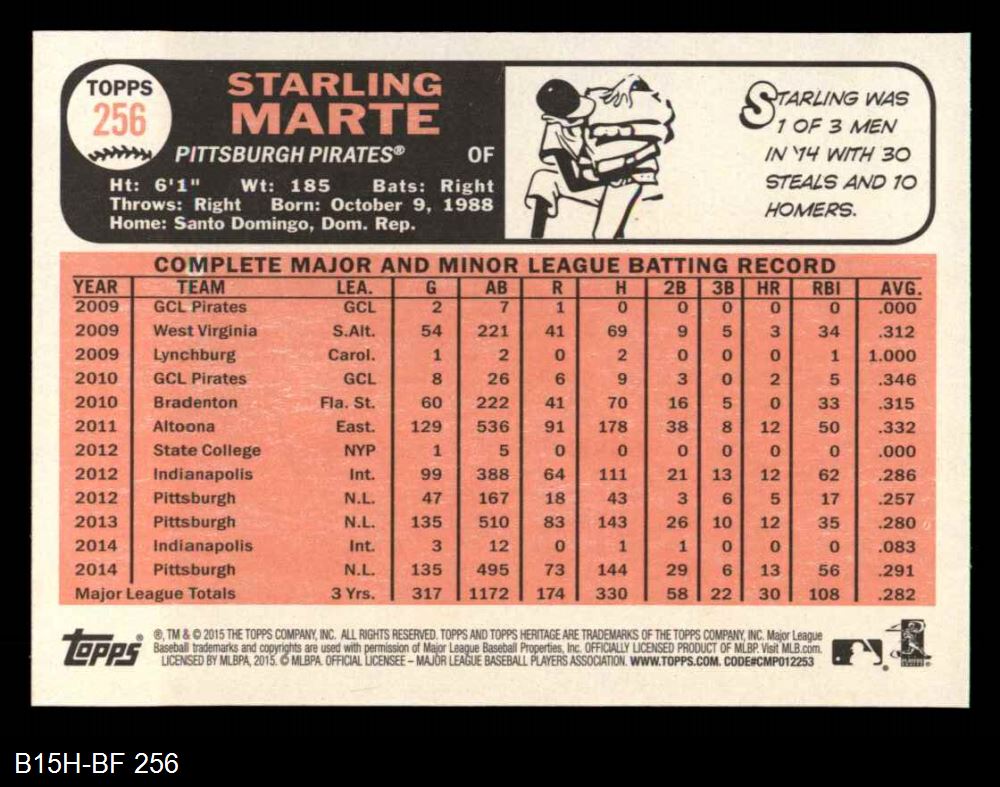 TOPPS
256
STARLING
MARTE
PITTSBURGH PIRATES® OF
Ht: 6'1" Wt: 185 Bats: Right
Throws: Right Born: October 9, 1988
Home: Santo Domingo, Dom. Rep.
STARLING WAS
1 OF 3 MEN
IN '14 WITH 30
STEALS AND 10
HOMERS.
COMPLETE MAJOR AND MINOR LEAGUE BATTING RECORD
YEAR TEAM LEA. G AB R H 2B 3B HR RBI AVG.
2009 GCL Pirates GCL 2 7 1 0 0 0 0 0 .000
2009 West Virginia S.Alt. 54 221 41 69 9 5 3 34 .312
2009 Lynchburg Carol. 1 2 0 2 0 0 0 1 1.000
2010 GCL Pirates GCL 8 26 6 9 3 0 2 5 .346
2010 Bradenton Fla. St. 60 222 41 70 16 5 0 33 .315
2011 Altoona East. 129 536 91 178 38 8 12 50 .332
2012 State College NYP 1 5 0 0 0 0 0 0 .000
2012 Indianapolis Int. 99 388 64 111 21 13 12 62 .286
2012 Pittsburgh N.L. 47 167 18 43 3 6 5 17 .257
2013 Pittsburgh N.L. 135 510 83 143 26 10 12 35 .280
2014 Indianapolis Int. 3 12 0 1 1 0 0 0 .083
2014 Pittsburgh N.L. 135 495 73 144 29 6 13 56 .291
Major League Totals 3 Yrs. 317 1172 174 330 58 22 30 108 .282
topps®
®, TM & © 2015 THE TOPPS COMPANY, INC. ALL RIGHTS RESERVED. TOPPS AND TOPPS HERITAGE ARE TRADEMARKS OF THE TOPPS COMPANY, INC. Major League
Baseball trademarks and copyrights are used with permission of Major League Baseball Properties, Inc. OFFICIALLY LICENSED PRODUCT OF MLBP. Visit MLB.com.
LICENSED BY MLBPA, 2015. © MLBPA. OFFICIAL LICENSEE – MAJOR LEAGUE BASEBALL PLAYERS ASSOCIATION. WWW.TOPPS.COM. CODE#CMP012253
B15H-BF 256